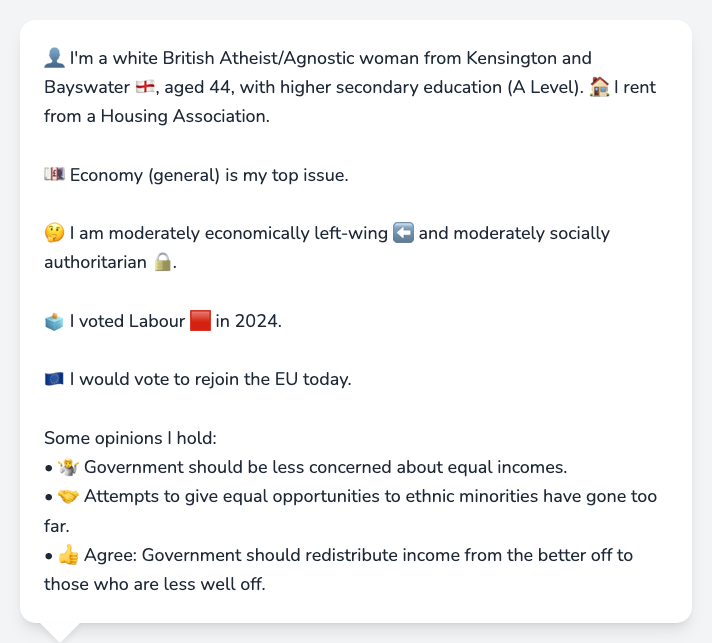 👤 I'm a white British Atheist/Agnostic woman from Kensington and
Bayswater 🏴󠁧󠁢󠁥󠁮󠁧󠁿, aged 44, with higher secondary education (A Level). 🏠 I rent
from a Housing Association.
💷 Economy (general) is my top issue.
🤔 I am moderately economically left-wing ⬅️ and moderately socially
authoritarian 🔒.
🗳️ I voted Labour 🟥 in 2024.
🇪🇺 I would vote to rejoin the EU today.
Some opinions I hold:
• 🤷 Government should be less concerned about equal incomes.
• 🤝 Attempts to give equal opportunities to ethnic minorities have gone too
far.
• 👍 Agree: Government should redistribute income from the better off to
those who are less well off.